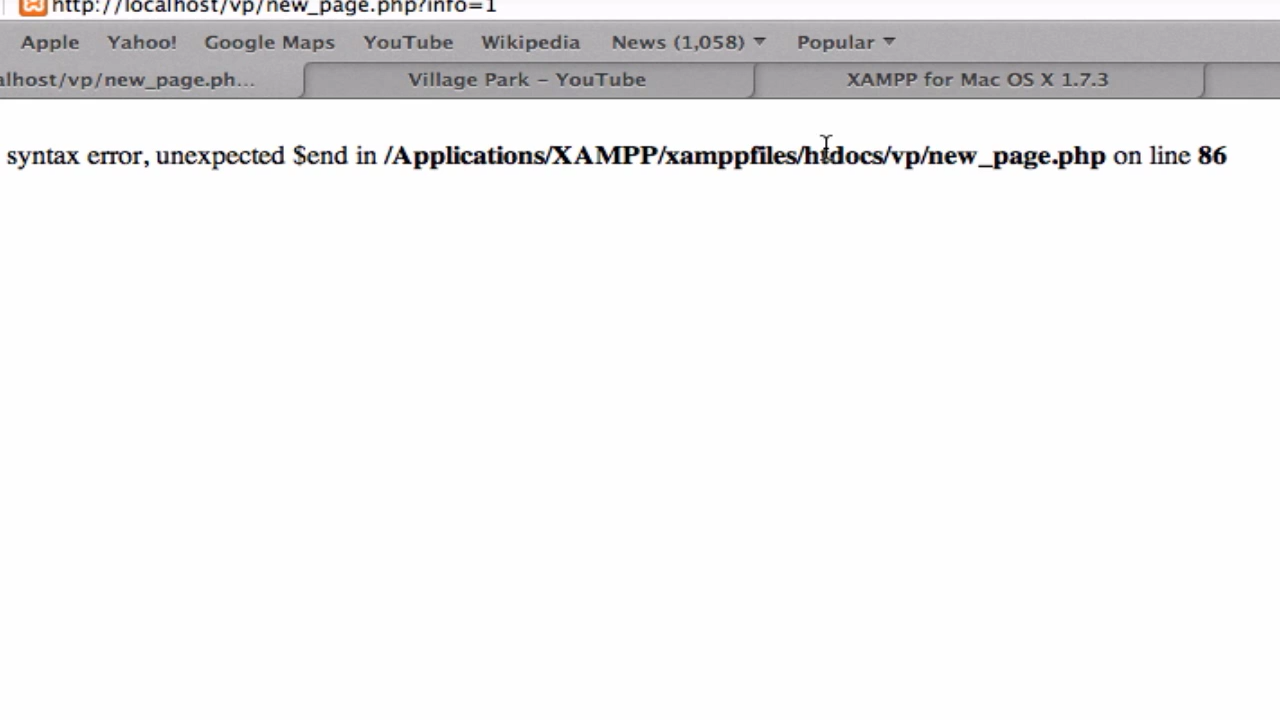 http://localhost/vp/new_page.php?info=1
Apple Yahoo! Google Maps YouTube Wikipedia News (1,058) Popular
alhost/vp/new_page.ph... Village Park – YouTube XAMPP for Mac OS X 1.7.3
syntax error, unexpected $end in /Applications/XAMPP/xamppfiles/htdocs/vp/new_page.php on line 86